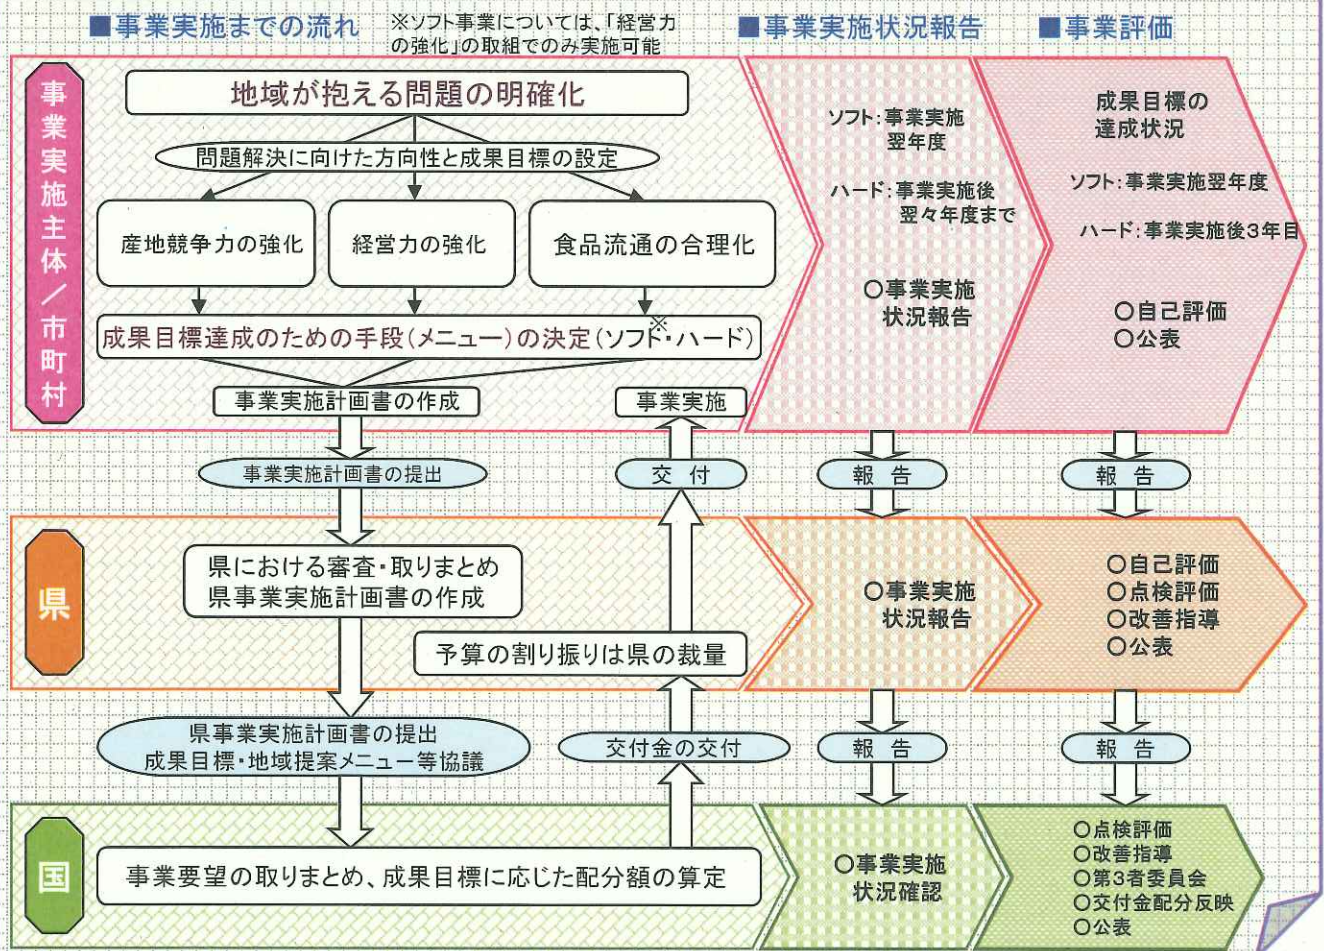 ■事業実施までの流れ
※ソフト事業については、「経営力
の強化」の取組でのみ実施可能
■事業実施状況報告
■事業評価
事業実施主体／市町村
地域が抱える問題の明確化
問題解決に向けた方向性と成果目標の設定
産地競争力の強化
経営力の強化
食品流通の合理化
※
成果目標達成のための手段(メニュー)の決定(ソフト・ハード)
事業実施計画書の作成
事業実施
ソフト:事業実施
翌年度
ハード:事業実施後
翌々年度まで
○事業実施
状況報告
成果目標の
達成状況
ソフト:事業実施翌年度
ハード:事業実施後3年目
○自己評価
○公表
事業実施計画書の提出
交 付
報 告
報 告
県
県における審査・取りまとめ
県事業実施計画書の作成
予算の割り振りは県の裁量
○事業実施
状況報告
○自己評価
○点検評価
○改善指導
○公表
県事業実施計画書の提出
成果目標・地域提案メニュー等協議
交付金の交付
報 告
報 告
国
事業要望の取りまとめ、成果目標に応じた配分額の算定
○事業実施
状況確認
○点検評価
○改善指導
○第3者委員会
○交付金配分反映
○公表